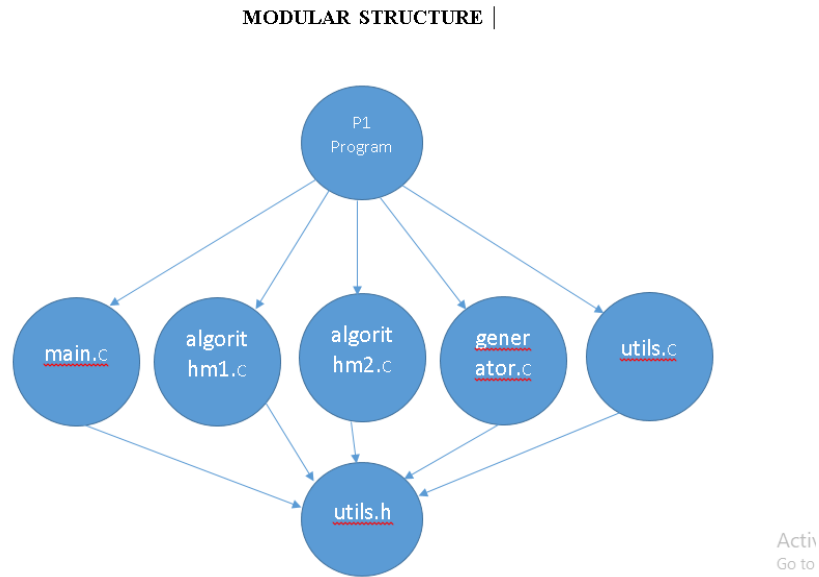 MODULAR STRUCTURE
P1
Program
main.c
algorit
hm1.c
algorit
hm2.c
gener
ator.c
utils.c
utils.h
Activ
Go to